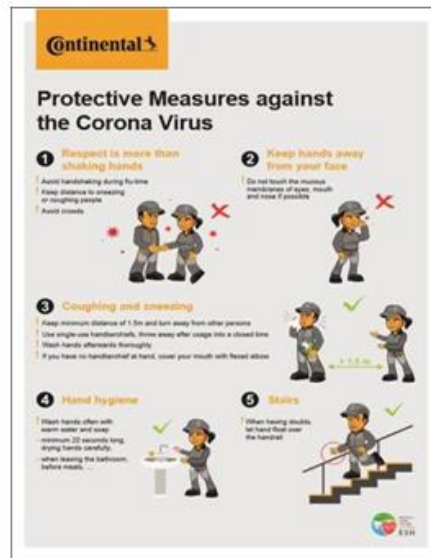 Continental
Protective Measures against
the Corona Virus
1 Respect is more than
shaking hands
! Avoid handshaking during flu-time
! Keep distance to sneezing
or coughing people
! Avoid crowds
2 Keep hands away
from your face
! Do not touch the mucous
membranes of eyes, mouth
and nose if possible
3 Coughing and sneezing
! Keep minimum distance of 1.5m and turn away from other persons
! Use single-use handkerchiefs, throw away after usage into a closed bins
! Wash hands afterwards thoroughly
! If you have no handkerchief at hand, cover your mouth with flexed elbow
> 1,5 m
4 Hand hygiene
! Wash hands often with
warm water and soap
- minimum 20 seconds long,
drying hands carefully,
- when leaving the bathroom,
before meals, ...
5 Stairs
! When having doubts,
let hand float over
the handrail
ESH